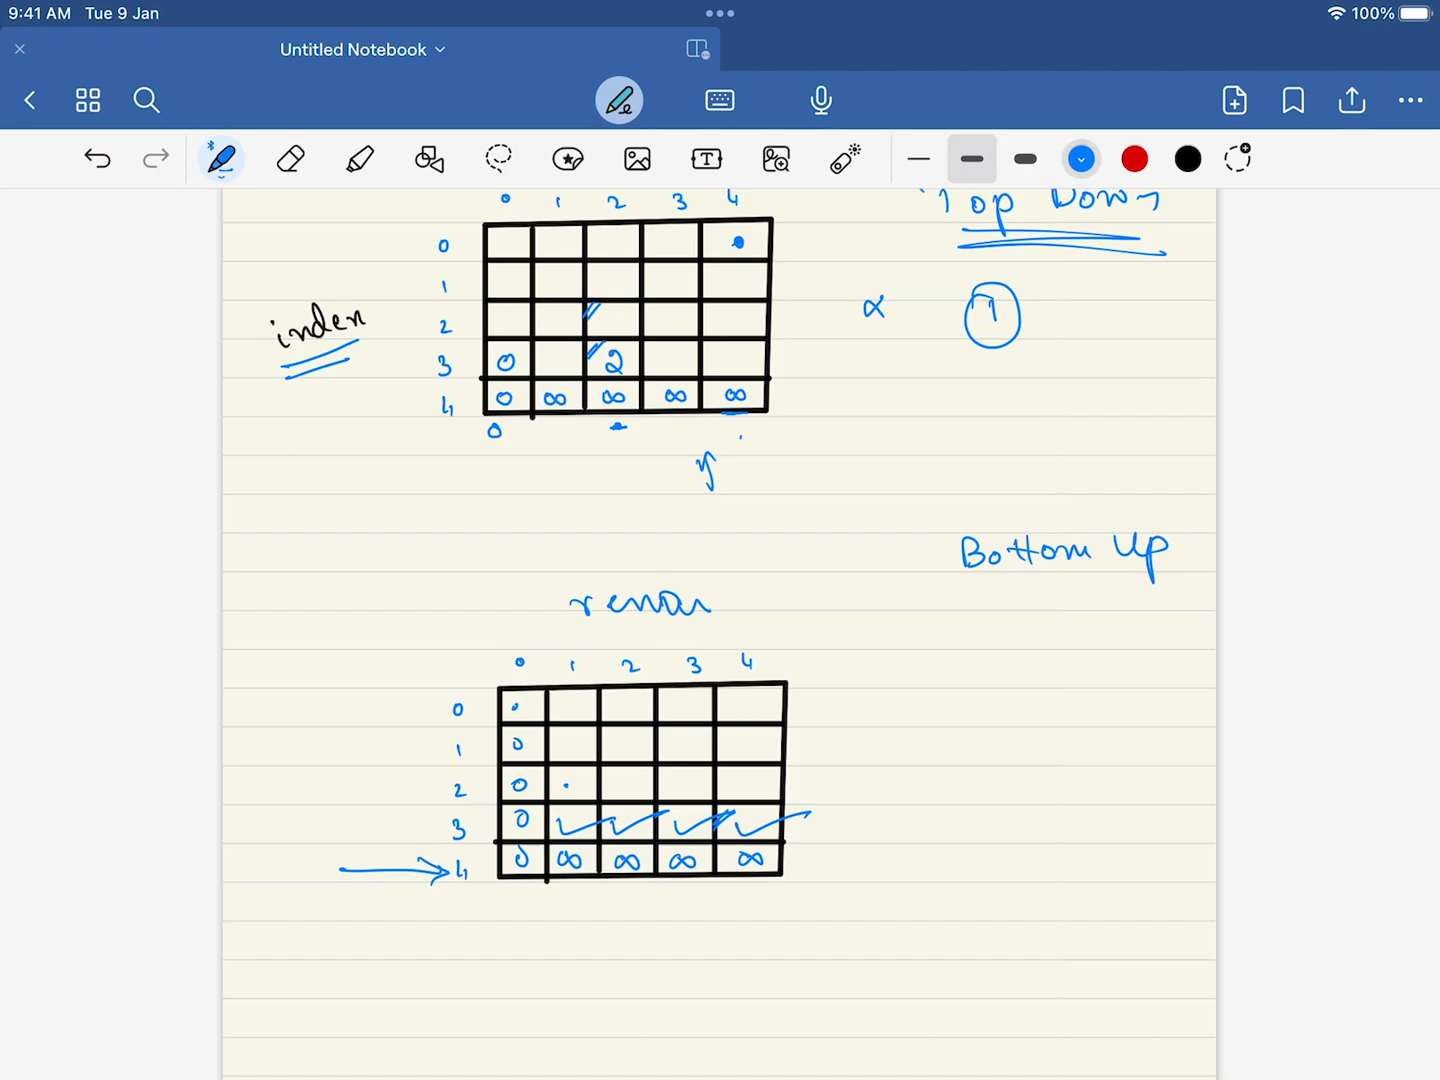 9:41 AM Tue 9 Jan
100%
Untitled Notebook
Top Down
0 1 2 3 4
0
1
2
3 0 2
4 0 ∞ ∞ ∞ ∞
index
0
α 1
Bottom Up
0 1 2 3 4
0
1 0
2 0
3 0 ✓ ✓ ✓ ✓
4 0 ∞ ∞ ∞ ∞